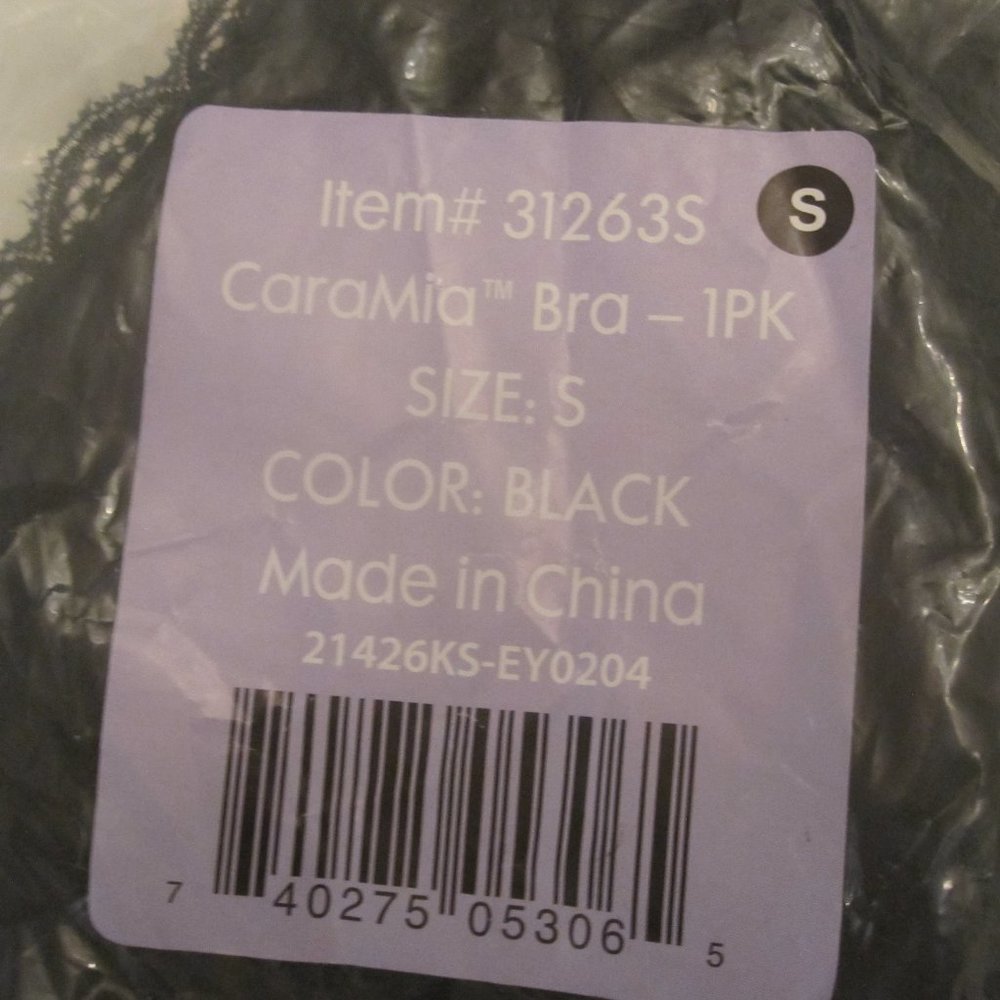 Item# 31263S S
CaraMia™ Bra – 1PK
SIZE: S
COLOR: BLACK
Made in China
21426KS-EY0204
7 40275 05306 5